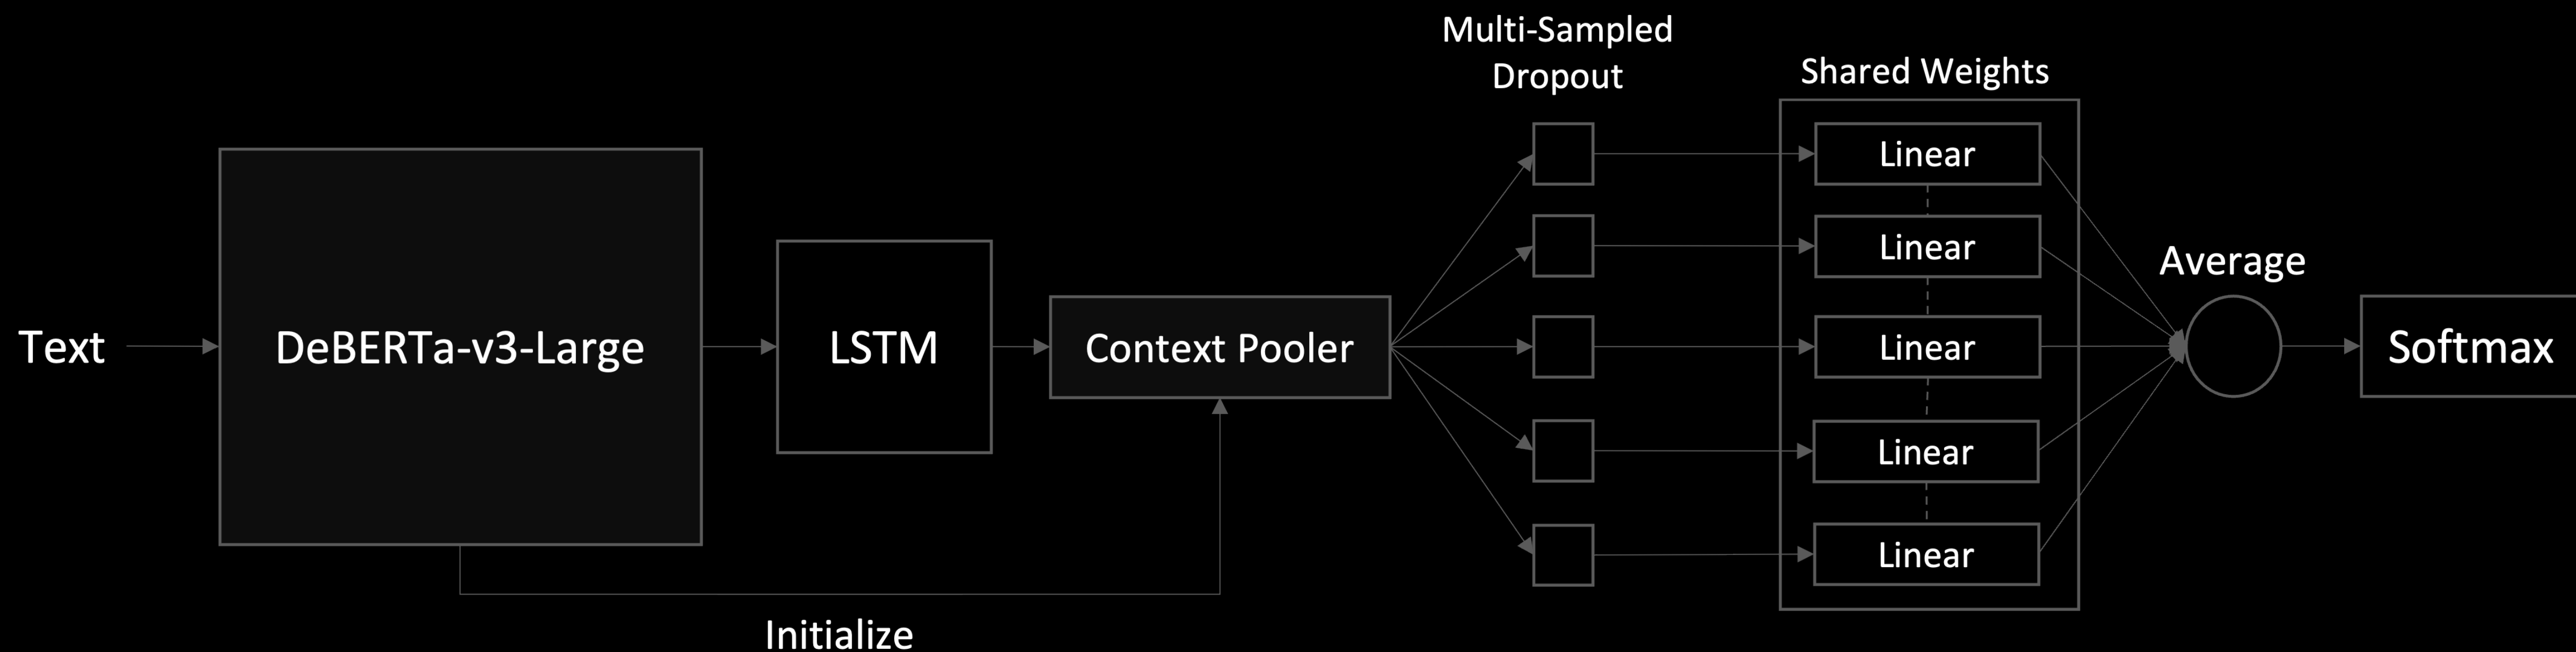 Text
DeBERTa-v3-Large
Initialize
LSTM
Context Pooler
Multi-Sampled
Dropout
Shared Weights
Linear
Linear
Linear
Linear
Linear
Average
Softmax